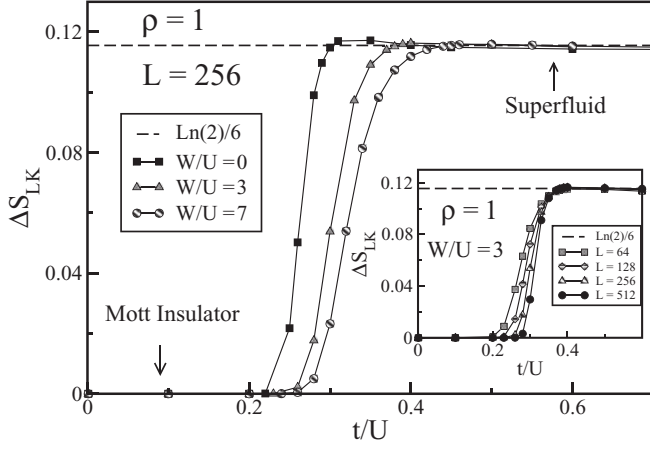 0.12
ρ = 1
L = 256
Superfluid
Ln(2)/6
W/U = 0
W/U = 3
W/U = 7
0.08
ΔS_LK
0.04
Mott Insulator
0
0 0.2 0.4 0.6
t/U
0.12
ρ = 1
W/U = 3
ΔS_LK
0.08
0.04
0
Ln(2)/6
L = 64
L = 128
L = 256
L = 512
0 0.2 0.4
t/U